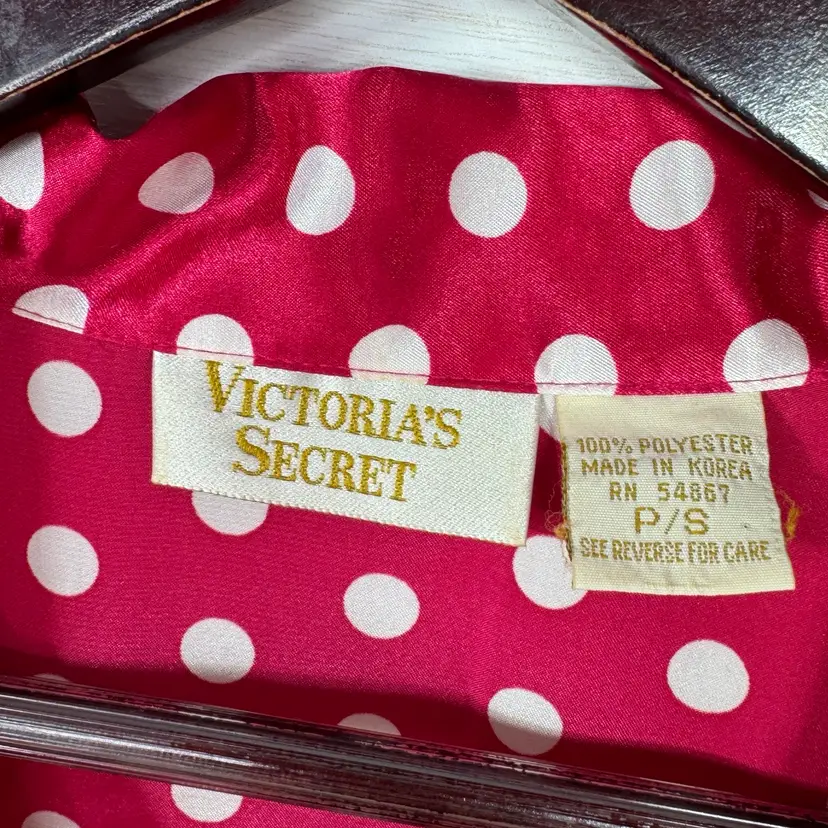 VICTORIA'S
SECRET
100% POLYESTER
MADE IN KOREA
RN 54867
P/S
SEE REVERSE FOR CARE